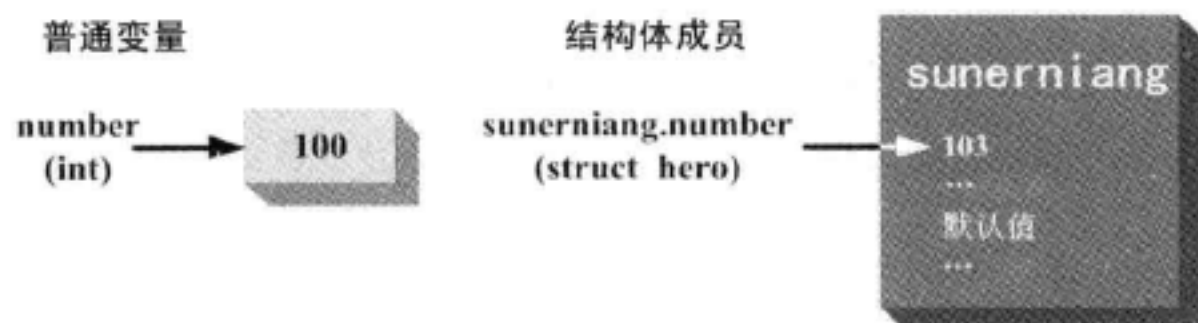 普通变量
number
(int)
100
结构体成员
sunerniang.number
(struct hero)
sunerniang
103
...
默认值
...